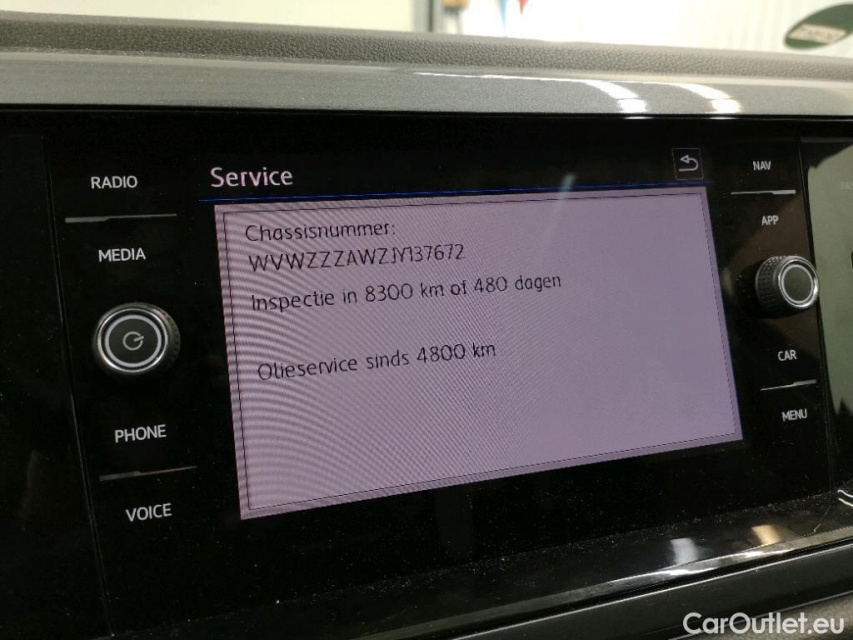 RADIO
MEDIA
PHONE
VOICE
Service
Chassisnummer:
WVWZZZAWZJY137672
Inspectie in 8300 km of 480 dagen
Olieservice sinds 4800 km
NAV
APP
CAR
MENU
CarOutlet.eu